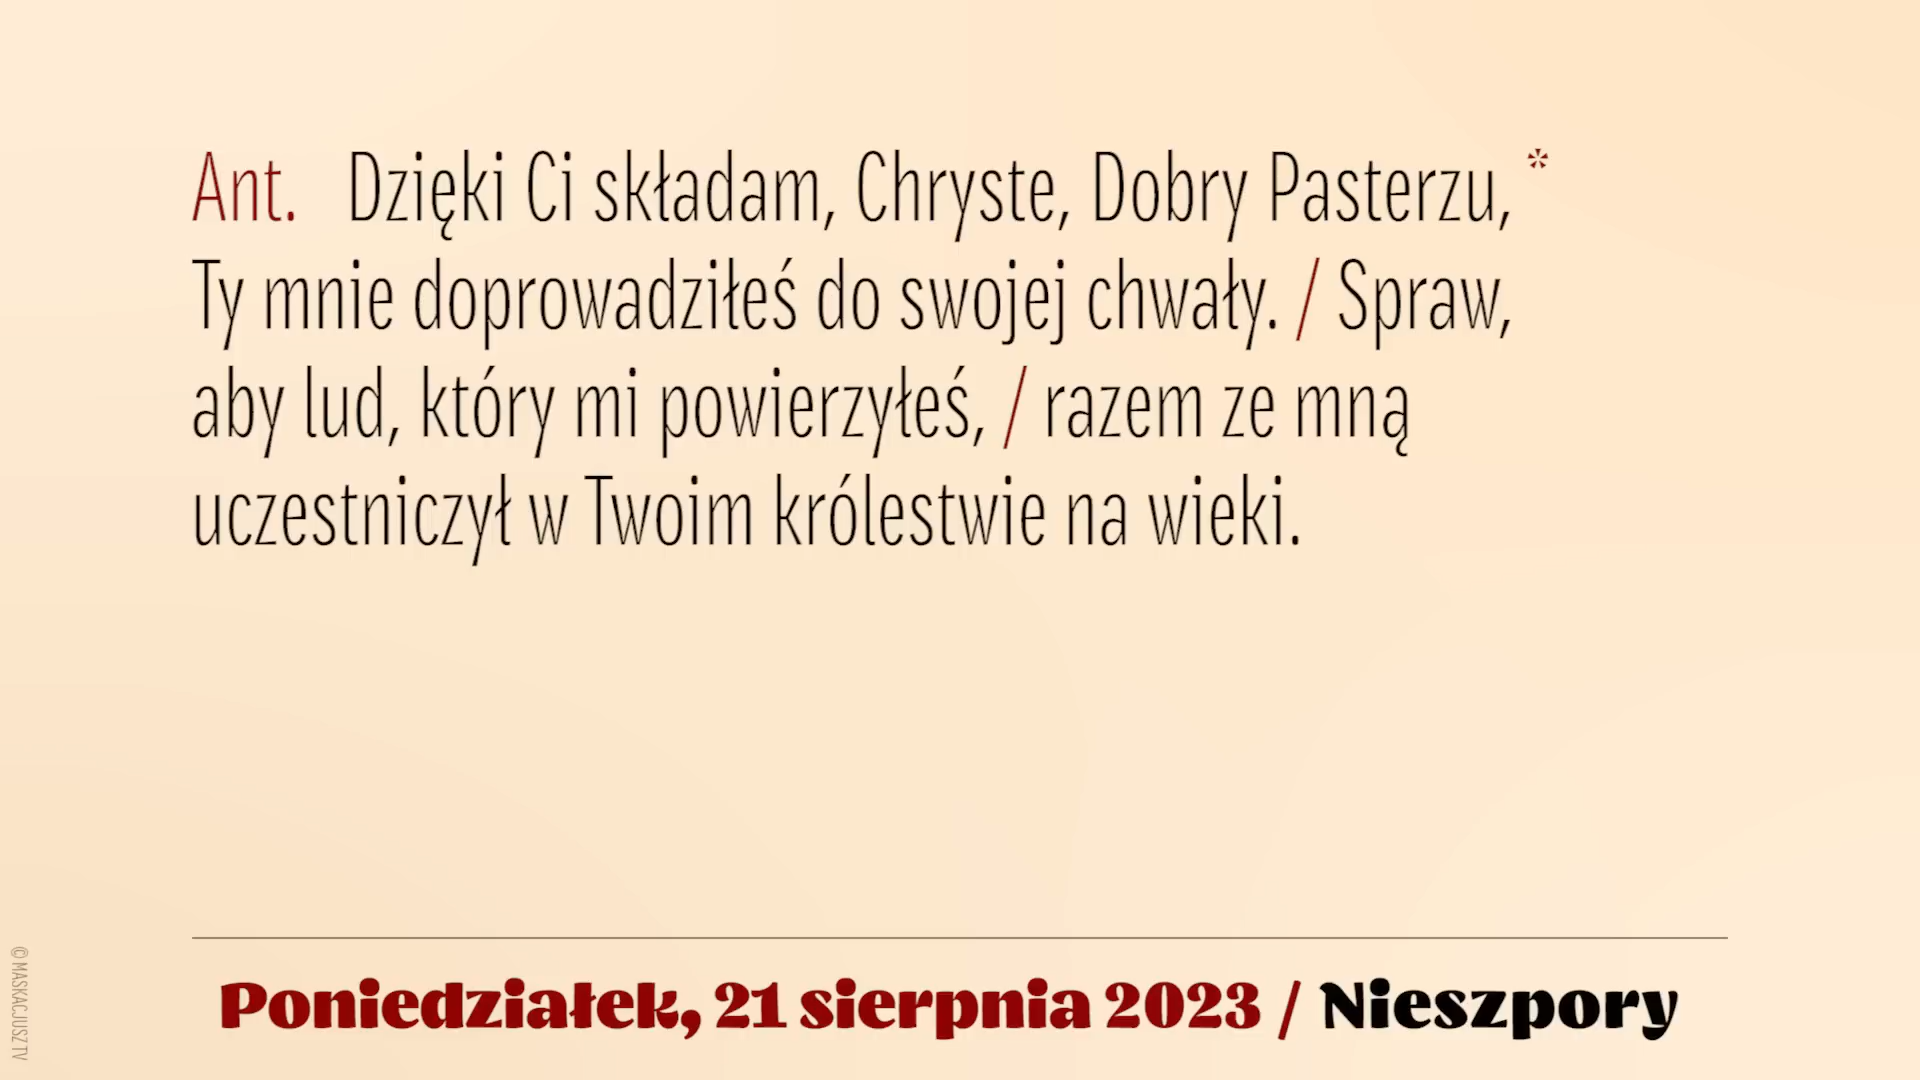 Ant. Dzięki Ci składam, Chryste, Dobry Pasterzu, *
Ty mnie doprowadziłeś do swojej chwały. / Spraw,
aby lud, który mi powierzyłeś, / razem ze mną
uczestniczył w Twoim królestwie na wieki.
Poniedziałek, 21 sierpnia 2023 / Nieszpory
© MASKACJUSZ TV